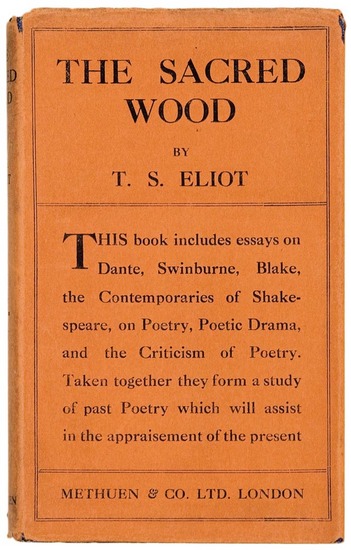 THE SACRED
WOOD
BY
T. S. ELIOT
THIS book includes essays on
Dante, Swinburne, Blake,
the Contemporaries of Shake-
speare, on Poetry, Poetic Drama,
and the Criticism of Poetry.
Taken together they form a study
of past Poetry which will assist
in the appraisement of the present
METHUEN & CO. LTD. LONDON